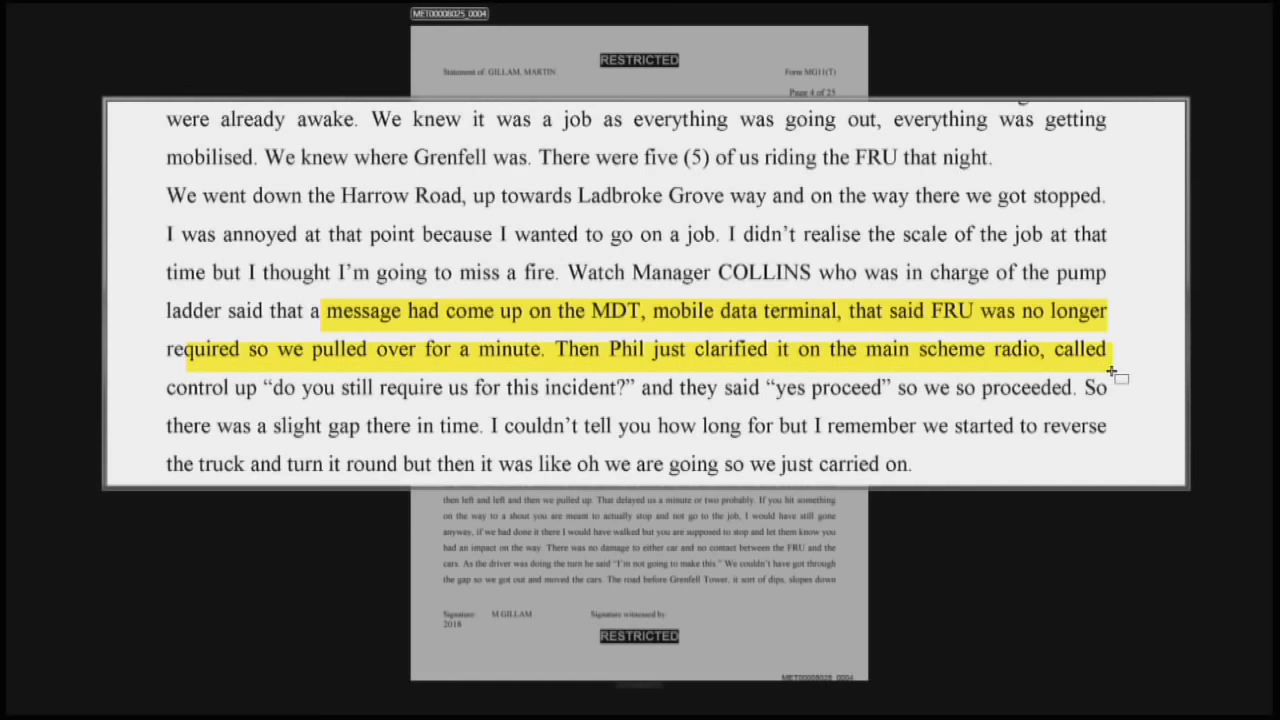 MET00008025_0004
RESTRICTED
Statement of: GILLAM, MARTIN
Form MG11(T)
Page 4 of 25
were already awake. We knew it was a job as everything was going out, everything was getting
mobilised. We knew where Grenfell was. There were five (5) of us riding the FRU that night.
We went down the Harrow Road, up towards Ladbroke Grove way and on the way there we got stopped.
I was annoyed at that point because I wanted to go on a job. I didn’t realise the scale of the job at that
time but I thought I’m going to miss a fire. Watch Manager COLLINS who was in charge of the pump
ladder said that a message had come up on the MDT, mobile data terminal, that said FRU was no longer
required so we pulled over for a minute. Then Phil just clarified it on the main scheme radio, called
control up “do you still require us for this incident?” and they said “yes proceed” so we so proceeded. So
there was a slight gap there in time. I couldn’t tell you how long for but I remember we started to reverse
the truck and turn it round but then it was like oh we are going so we just carried on.
then left and left and then we pulled up. That delayed us a minute or two probably. If you hit something
on the way to a shout you are meant to actually stop and not go to the job, I would have still gone
anyway, if we had done it there I would have walked but you are supposed to stop and let them know you
had an impact on the way. There was no damage to either car and no contact between the FRU and the
cars. As the driver was doing the turn he said “I’m not going to make this.” We couldn’t have got through
the gap so we got out and moved the cars. The road before Grenfell Tower, it sort of dips, slopes down
Signature: M GILLAM
Signature witnessed by:
2018
RESTRICTED
MET00008025_0004